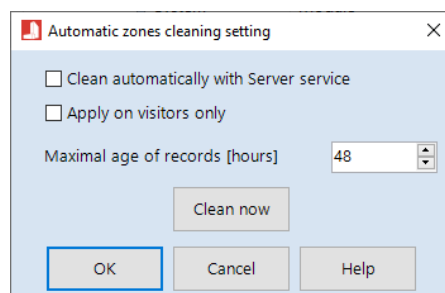 Automatic zones cleaning setting
Clean automatically with Server service
Apply on visitors only
Maximal age of records [hours] 48
Clean now
OK Cancel Help